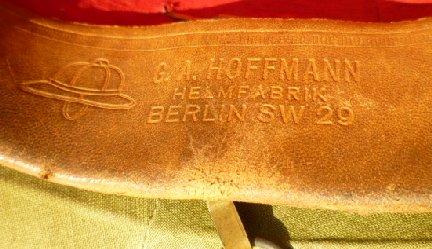 G. A. HOFFMANN
HELMFABRIK
BERLIN SW 29